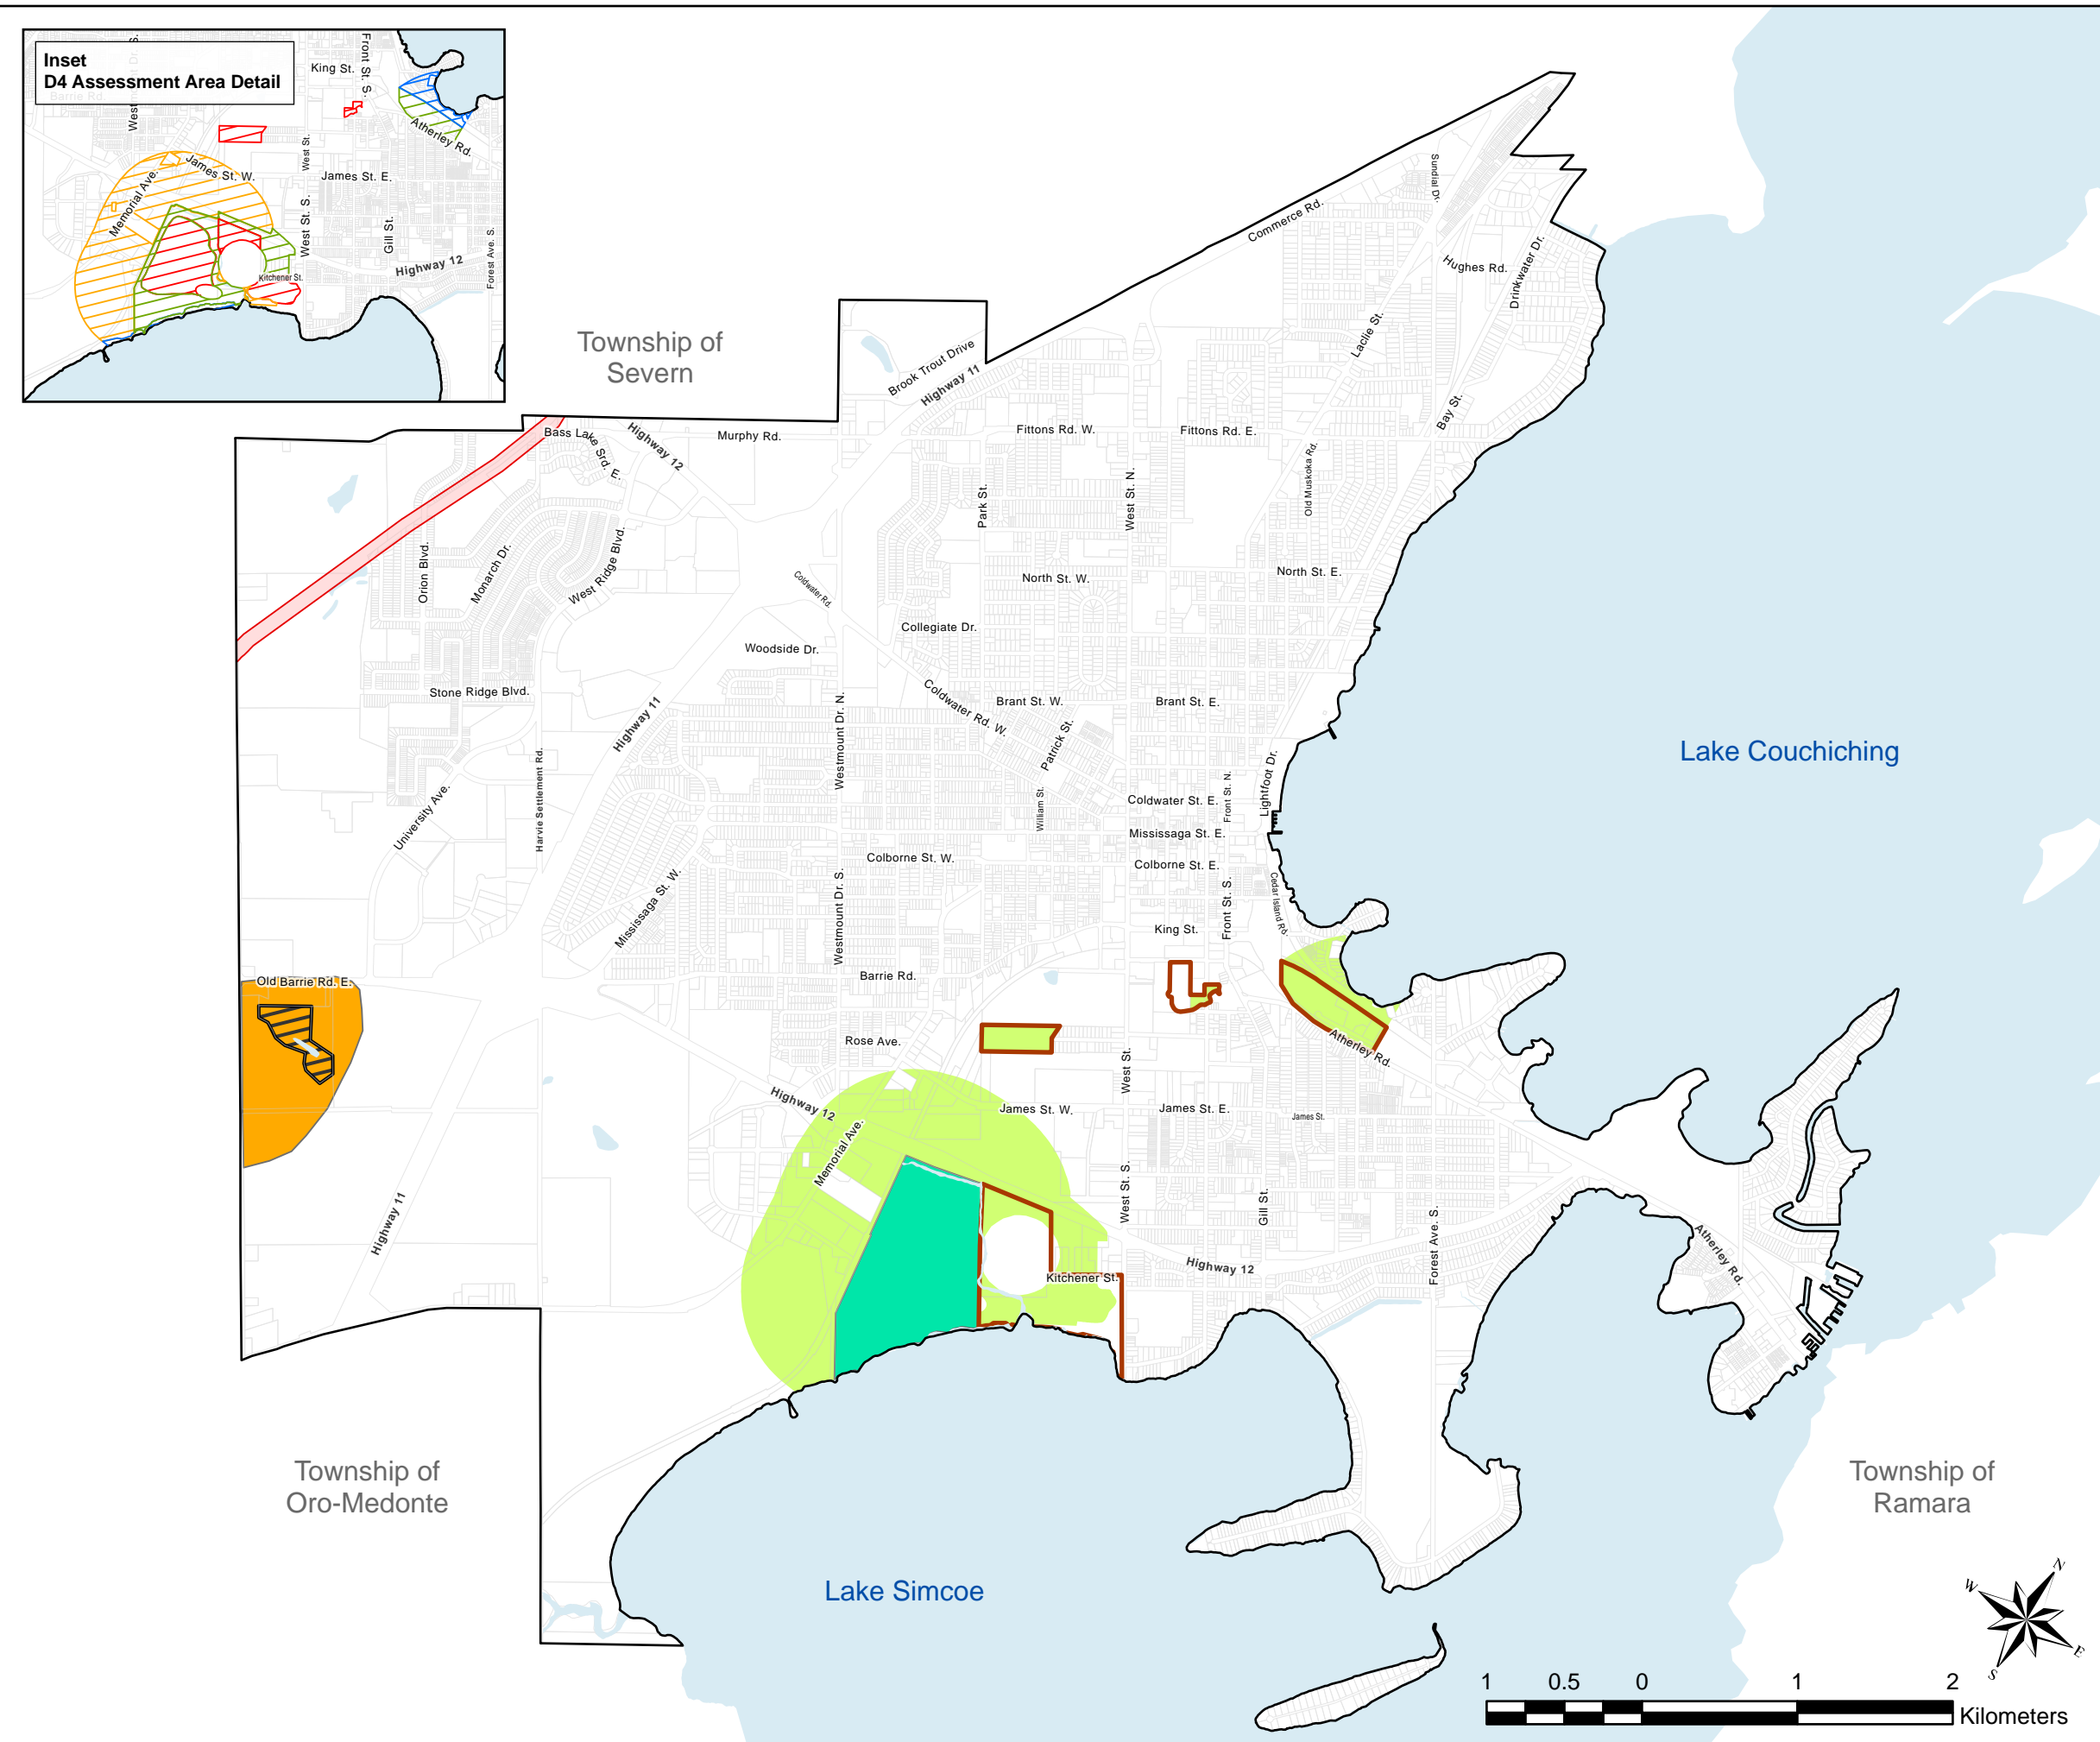 Inset
D4 Assessment Area Detail
King St.
Front St. S.
Barrie Rd.
Atherley Rd.
West St.
James St. W.
James St. E.
Memorial Ave.
West St. S.
Gill St.
Highway 12
Forest Ave. S.
Kitchener St.
Township of
Severn
Commerce Rd.
Sundial Dr.
Hughes Rd.
Drinkwater Dr.
Laclie St.
Brook Trout Drive
Highway 11
Bay St.
Bass Lake Srd. E.
Highway 12
Murphy Rd.
Fittons Rd. W.
Fittons Rd. E.
Old Muskoka Rd.
Park St.
West St. N.
Orion Blvd.
Monarch Dr.
West Ridge Blvd.
Coldwater Rd.
North St. W.
North St. E.
Collegiate Dr.
Woodside Dr.
Stone Ridge Blvd.
Highway 11
Westmount Dr. N.
Coldwater Rd. W.
Brant St. W.
Brant St. E.
Patrick St.
Lake Couchiching
University Ave.
Harvie Settlement Rd.
William St.
Coldwater St. E.
Front St. N.
Lightfoot Dr.
Mississaga St. E.
Colborne St. W.
Colborne St. E.
Mississaga St. W.
Westmount Dr. S.
Cedar Island Rd.
King St.
Front St. S.
Old Barrie Rd. E.
Barrie Rd.
Rose Ave.
Atherley Rd.
West St.
Highway 12
James St. W.
James St. E.
James St.
Memorial Ave.
West St. S.
Gill St.
Highway 11
Forest Ave. S.
Atherley Rd.
Highway 12
Kitchener St.
Township of
Oro-Medonte
Township of
Ramara
Lake Simcoe
N
W
E
S
1 0.5 0 1 2
Kilometers